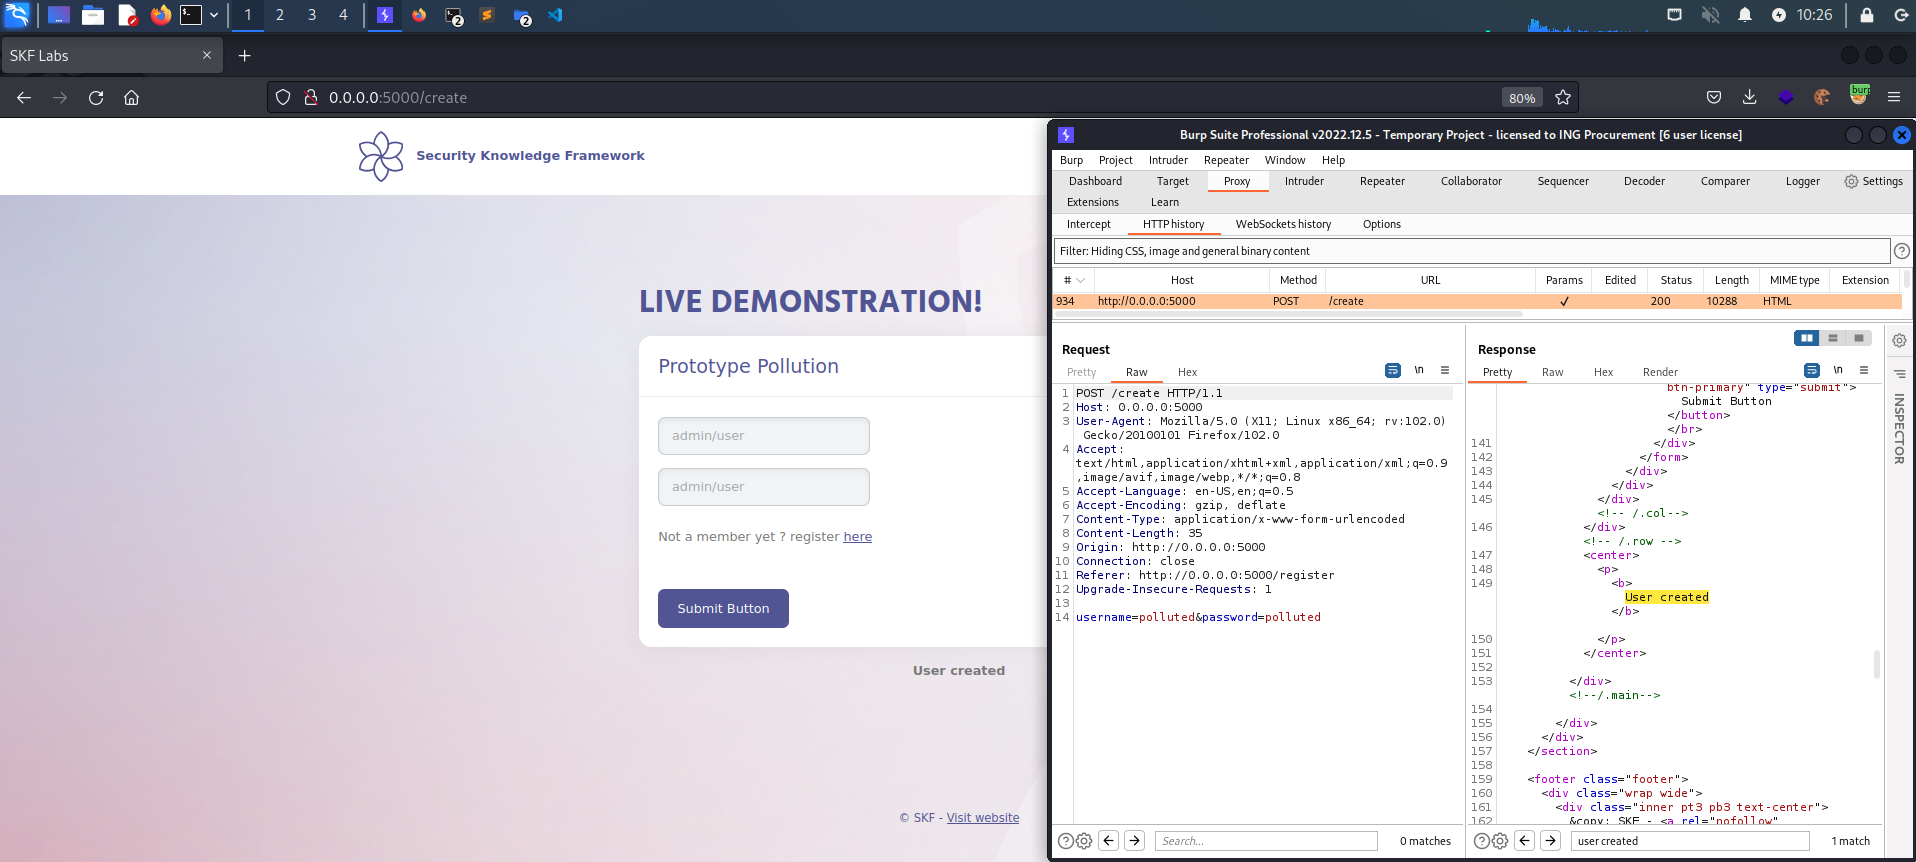 1 2 3 4 2 2 10:26
SKF Labs
0.0.0.0:5000/create 80% burp
Security Knowledge Framework
LIVE DEMONSTRATION!
Prototype Pollution
admin/user
admin/user
Not a member yet ? register here
Submit Button
User created
© SKF - Visit website
Burp Suite Professional v2022.12.5 - Temporary Project - licensed to ING Procurement [6 user license]
Burp Project Intruder Repeater Window Help
Dashboard Target Proxy Intruder Repeater Collaborator Sequencer Decoder Comparer Logger Settings
Extensions Learn
Intercept HTTP history WebSockets history Options
Filter: Hiding CSS, image and general binary content
# Host Method URL Params Edited Status Length MIME type Extension
934 http://0.0.0.0:5000 POST /create ✓ 200 10288 HTML
Request
Pretty Raw Hex \n
1 POST /create HTTP/1.1
2 Host: 0.0.0.0:5000
3 User-Agent: Mozilla/5.0 (X11; Linux x86_64; rv:102.0)
Gecko/20100101 Firefox/102.0
4 Accept:
text/html,application/xhtml+xml,application/xml;q=0.9
,image/avif,image/webp,*/*;q=0.8
5 Accept-Language: en-US,en;q=0.5
6 Accept-Encoding: gzip, deflate
7 Content-Type: application/x-www-form-urlencoded
8 Content-Length: 35
9 Origin: http://0.0.0.0:5000
10 Connection: close
11 Referer: http://0.0.0.0:5000/register
12 Upgrade-Insecure-Requests: 1
13
14 username=polluted&password=polluted
Search... 0 matches
Response
Pretty Raw Hex Render \n
btn-primary" type="submit">
Submit Button
</button>
</br>
141 </div>
142 </form>
143 </div>
144 </div>
145 </div>
<!-- /.col-->
146 </div>
<!-- /.row -->
147 <center>
148 <p>
149 <b>
User created
</b>
150 </p>
151 </center>
152
153 </div>
<!--/.main-->
154
155 </div>
156 </div>
157 </section>
158
159 <footer class="footer">
160 <div class="wrap wide">
161 <div class="inner pt3 pb3 text-center">
162 &copy; SKF - <a rel="nofollow"
user created 1 match
INSPECTOR